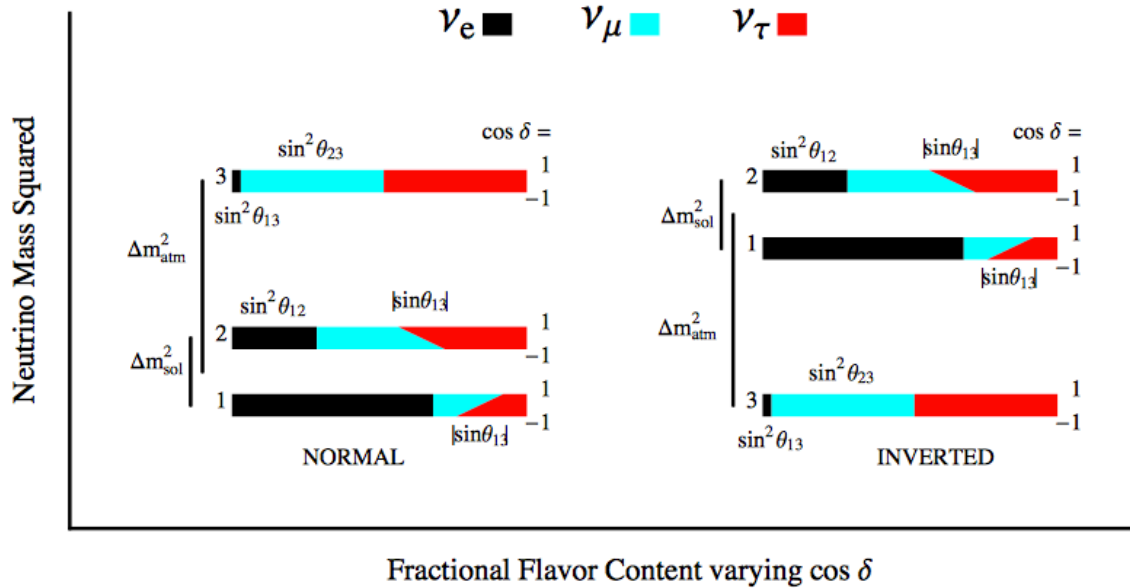 νe νμ ντ
Neutrino Mass Squared
cos δ =
sin²θ23
3
1
−1
sin²θ13
Δm²atm
sin²θ12
|sinθ13|
2
1
−1
Δm²sol
1
1
−1
|sinθ13|
NORMAL
cos δ =
sin²θ12
|sinθ13|
2
1
−1
Δm²sol
1
1
−1
|sinθ13|
Δm²atm
sin²θ23
3
1
−1
sin²θ13
INVERTED
Fractional Flavor Content varying cos δ